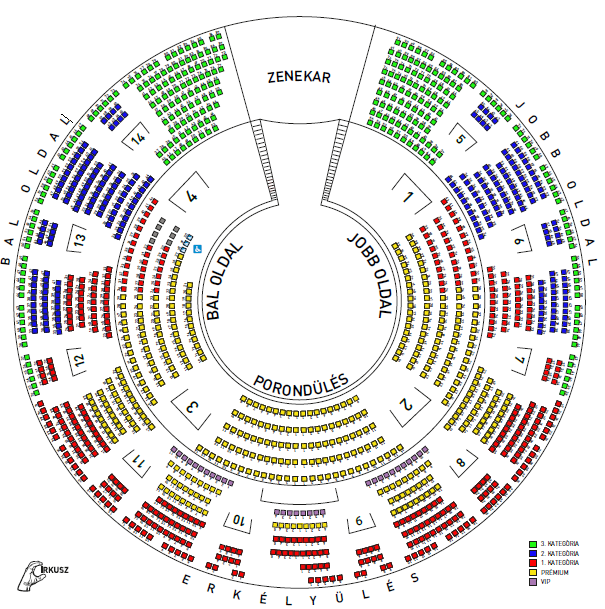 ZENEKAR
BAL OLDAL
JOBB OLDAL
14
5
4
1
13
6
BAL OLDAL
JOBB OLDAL
12
7
PORONDÜLÉS
3
2
11
8
10
9
ERKÉLYÜLÉS
3. KATEGÓRIA
2. KATEGÓRIA
1. KATEGÓRIA
PRÉMIUM
VIP
CIRKUSZ